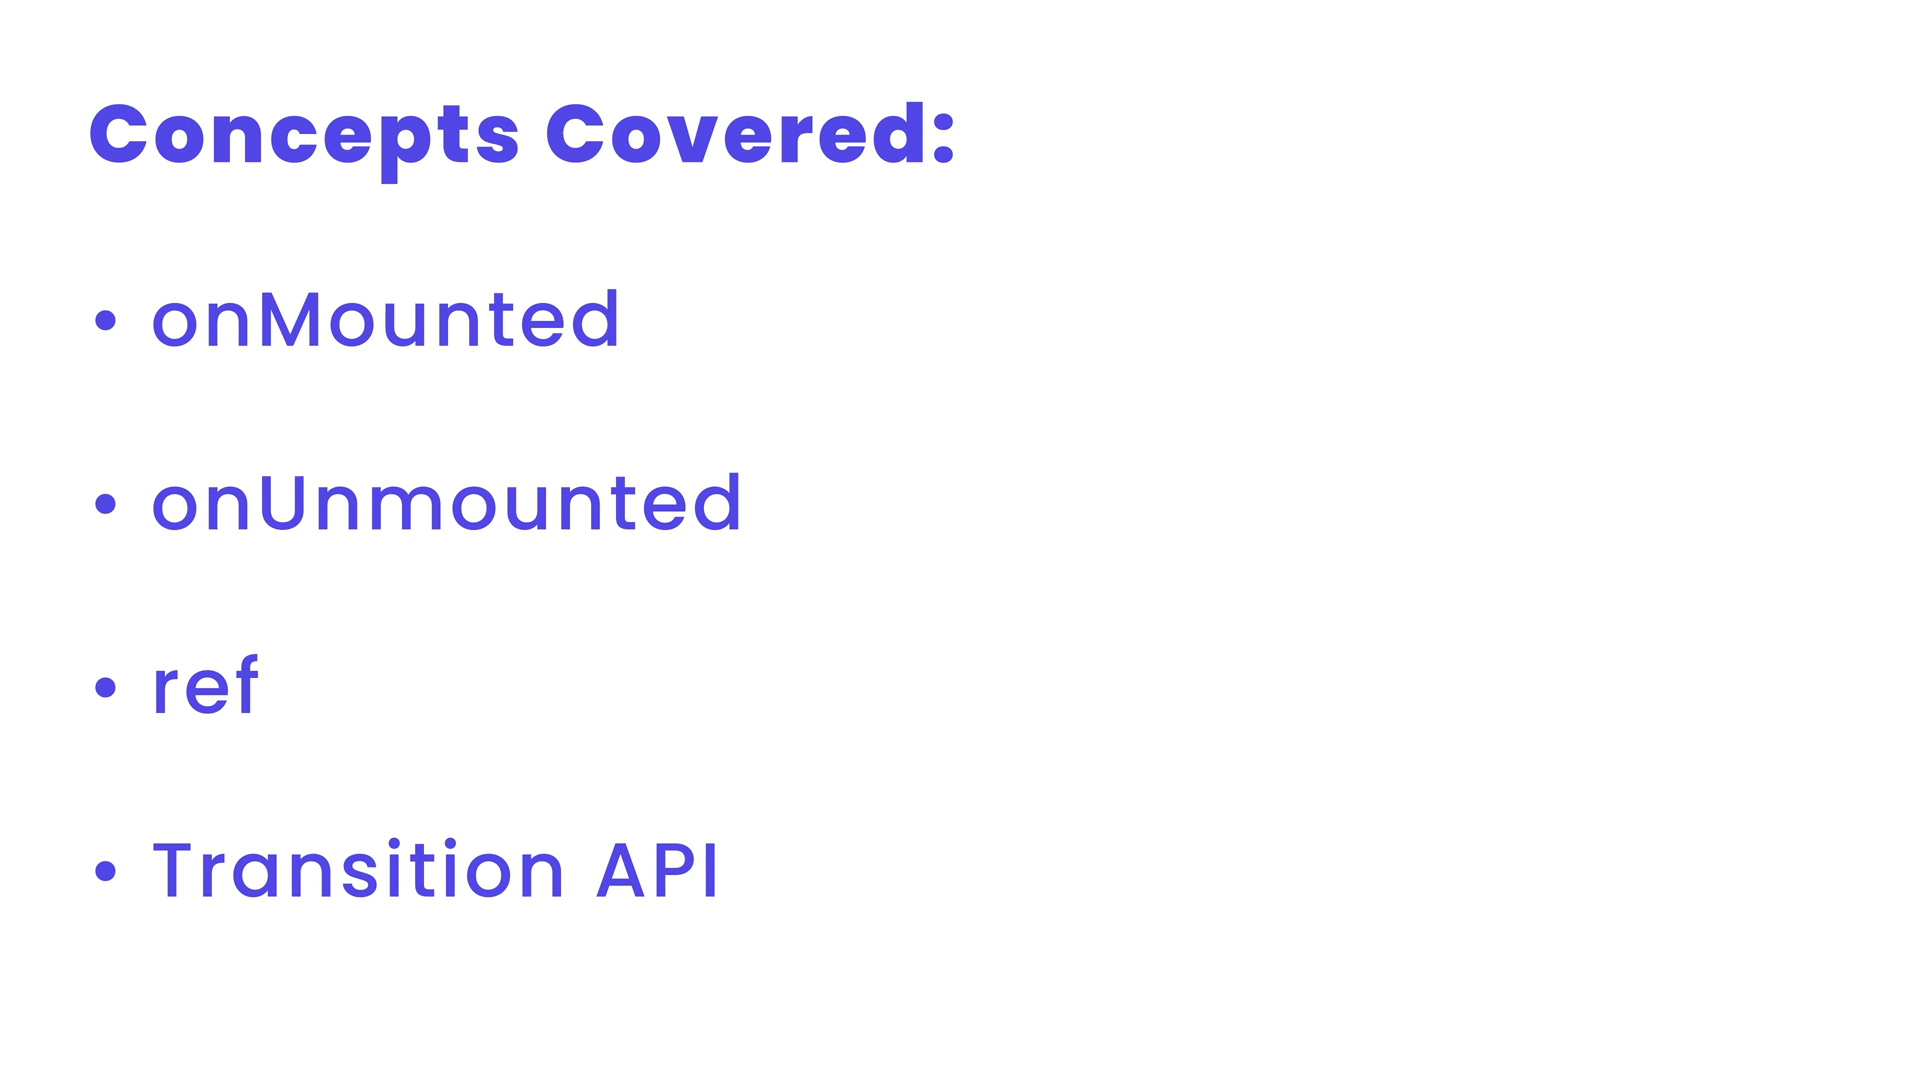 Concepts Covered:
• onMounted
• onUnmounted
• ref
• Transition API